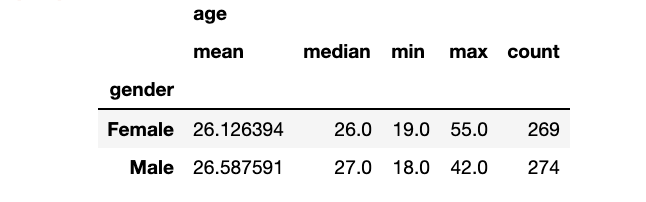 age
mean median min max count
gender
Female 26.126394 26.0 19.0 55.0 269
Male 26.587591 27.0 18.0 42.0 274